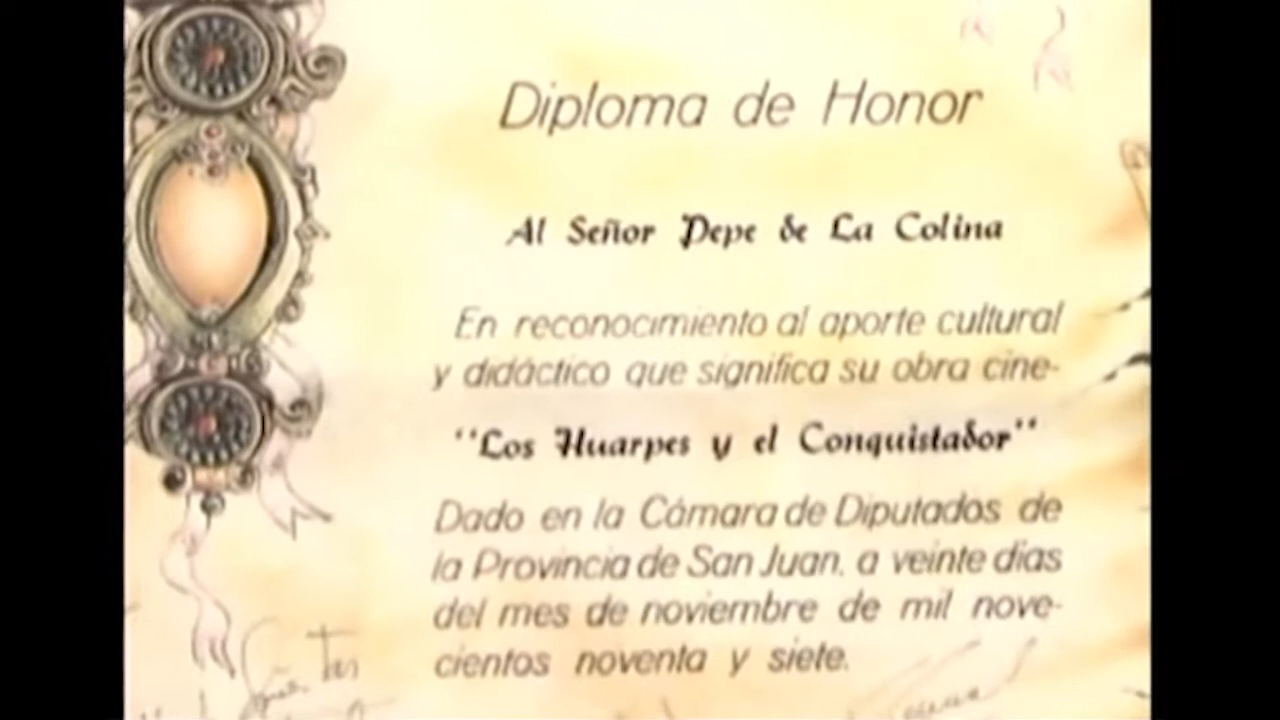 Diploma de Honor
Al Señor Pepe de La Colina
En reconocimiento al aporte cultural
y didáctico que significa su obra cine-
"Los Huarpes y el Conquistador"
Dado en la Cámara de Diputados de
la Provincia de San Juan. a veinte dias
del mes de noviembre de mil nove-
cientos noventa y siete.